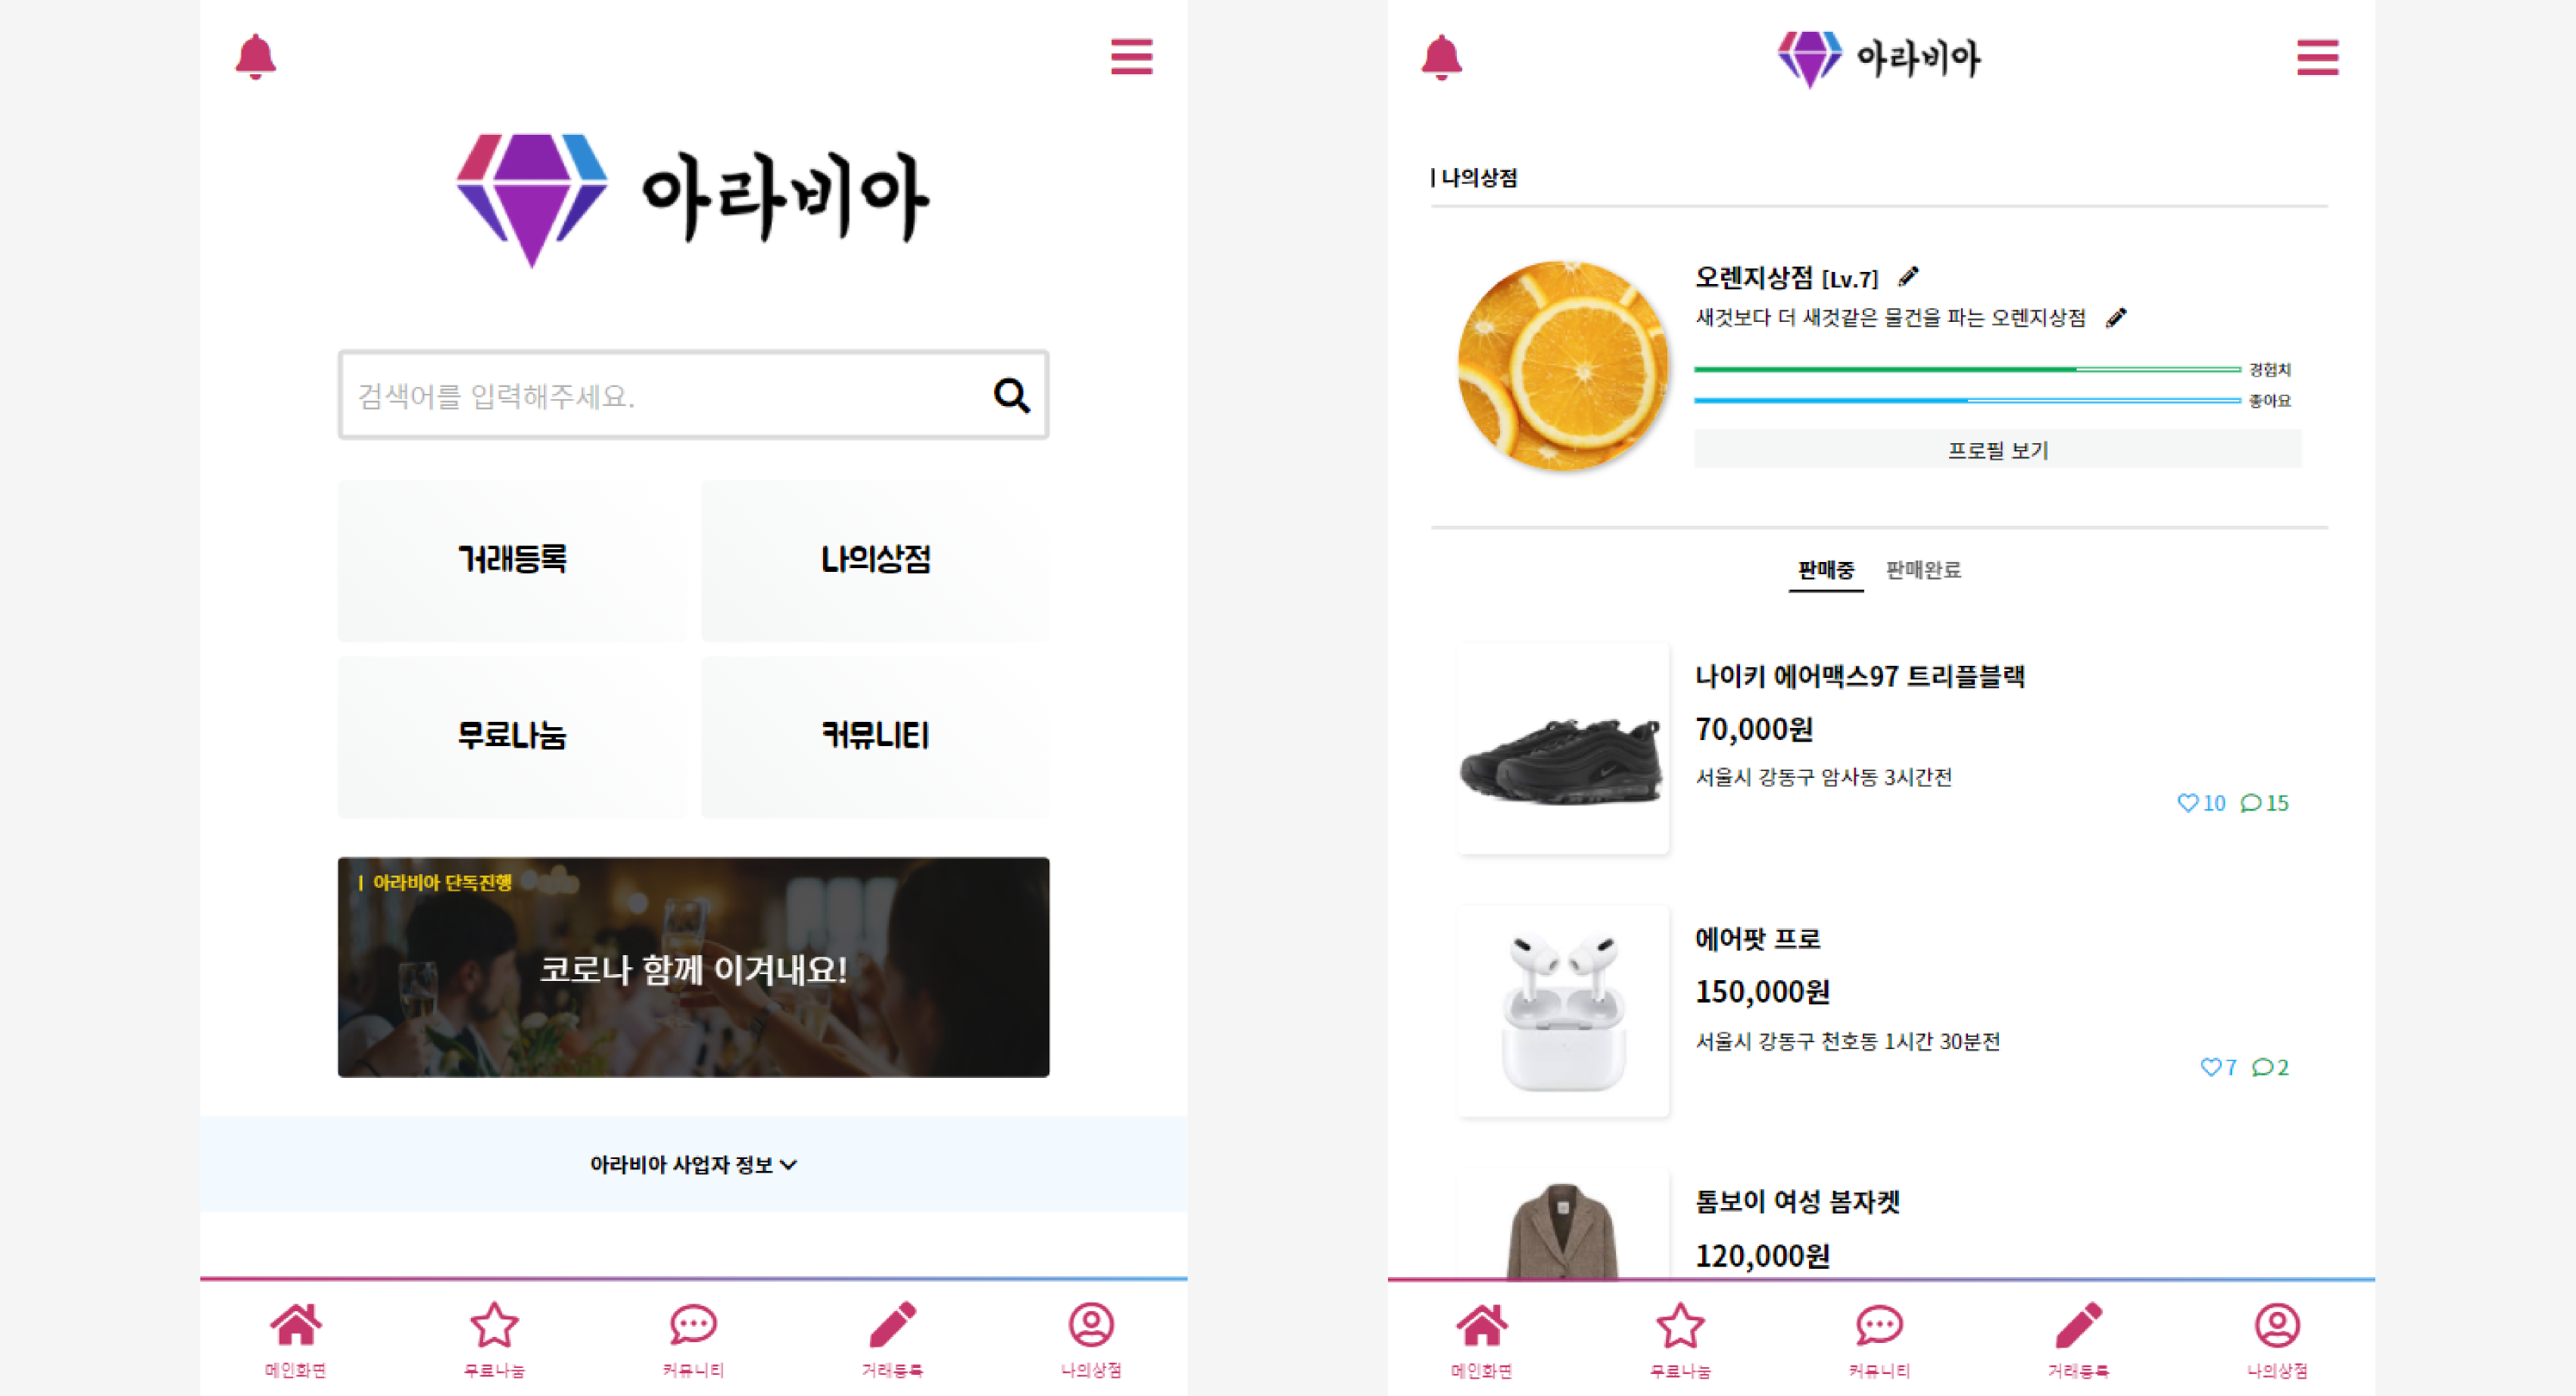 아라비아
검색어를 입력해주세요.
거래등록
나의상점
무료나눔
커뮤니티
| 아라비아 단독진행
코로나 함께 이겨내요!
아라비아 사업자 정보
메인화면
무료나눔
커뮤니티
거래등록
나의상점
아라비아
| 나의상점
오렌지상점 [Lv.7]
새것보다 더 새것같은 물건을 파는 오렌지상점
경험치
좋아요
프로필 보기
판매중 판매완료
나이키 에어맥스97 트리플블랙
70,000원
서울시 강동구 암사동 3시간전
10 15
에어팟 프로
150,000원
서울시 강동구 천호동 1시간 30분전
7 2
톰보이 여성 봄자켓
120,000원
메인화면
무료나눔
커뮤니티
거래등록
나의상점